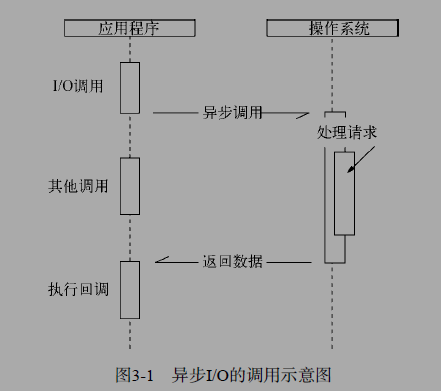 应用程序
操作系统
I/O调用
异步调用
处理请求
其他调用
返回数据
执行回调
图3-1 异步I/O的调用示意图